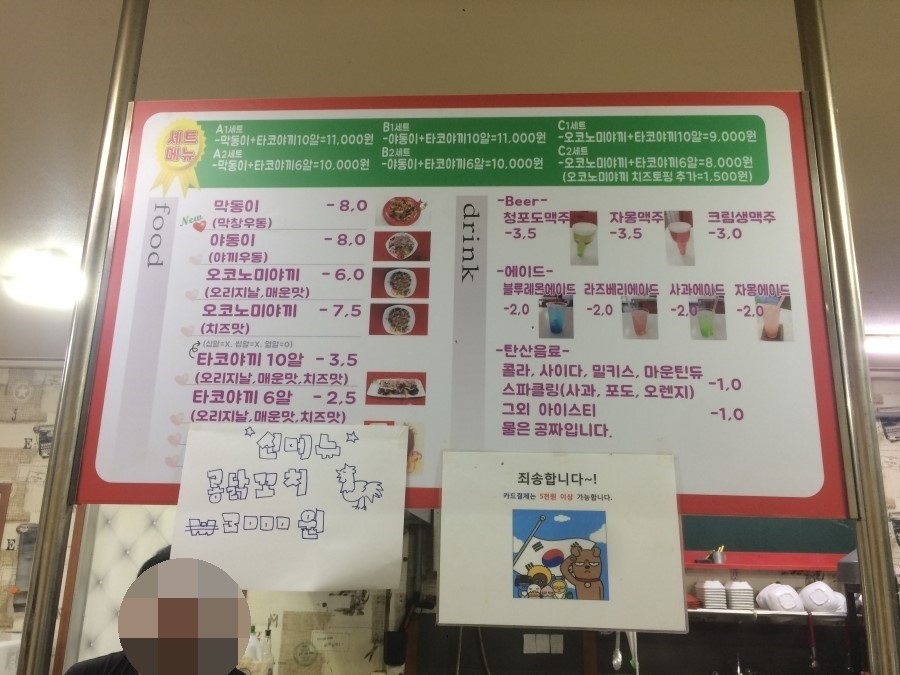 세트
메뉴
A1세트
-막동이+타코야끼10알=11,000원
A2세트
-막동이+타코야끼6알=10,000원
B1세트
-야동이+타코야끼10알=11,000원
B2세트
-야동이+타코야끼6알=10,000원
C1세트
-오코노미야끼+타코야끼10알=9,000원
C2세트
-오코노미야끼+타코야끼6알=8,000원
(오코노미야끼 치즈토핑 추가=1,500원)
food
New
막동이 -8,0
(막창우동)
야동이 -8,0
(야끼우동)
오코노미야끼 -6,0
(오리지날,매운맛)
오코노미야끼 -7,5
(치즈맛)
타코야끼 10알 -3,5
(오리지날,매운맛,치즈맛)
타코야끼 6알 -2,5
(오리지날,매운맛,치즈맛)
drink
-Beer-
청포도맥주 자몽맥주 크림생맥주
-3,5 -3,5 -3,0
-에이드-
블루레몬에이드 라즈베리에이드 사과에이드 자몽에이드
-2,0 -2,0 -2,0 -2,0
-탄산음료-
콜라, 사이다, 밀키스, 마운틴듀
스파클링(사과, 포도, 오렌지) -1,0
그외 아이스티 -1,0
물은 공짜입니다.
신메뉴
콩닭꼬치
₩3000원
죄송합니다~!
카드결제는 5천원 이상 가능합니다.